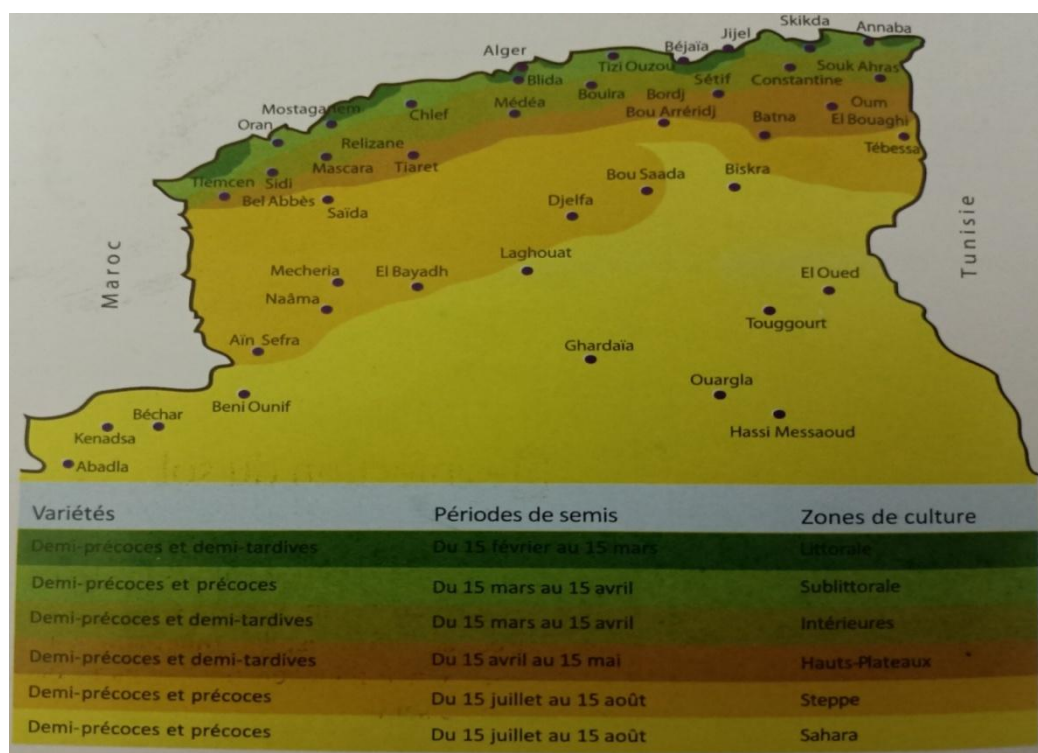 Skikda
Annaba
Jijel
Alger
Béjaïa
Tizi Ouzou
Souk Ahras
Blida
Sétif
Constantine
Bouira
Bordj
Bou Arréridj
Oum
El Bouaghi
Médéa
Mostaganem
Chlef
Batna
Oran
Relizane
Tébessa
Mascara
Tiaret
Tlemcen
Sidi
Bel Abbès
Bou Saada
Biskra
Saïda
Djelfa
Maroc
Tunisie
Laghouat
Mecheria
El Bayadh
El Oued
Naâma
Touggourt
Aïn Sefra
Ghardaïa
Ouargla
Béchar
Beni Ounif
Kenadsa
Hassi Messaoud
Abadla
Variétés Périodes de semis Zones de culture
Demi-précoces et demi-tardives Du 15 février au 15 mars Littorale
Demi-précoces et précoces Du 15 mars au 15 avril Sublittorale
Demi-précoces et demi-tardives Du 15 mars au 15 avril Intérieures
Demi-précoces et demi-tardives Du 15 avril au 15 mai Hauts-Plateaux
Demi-précoces et précoces Du 15 juillet au 15 août Steppe
Demi-précoces et précoces Du 15 juillet au 15 août Sahara